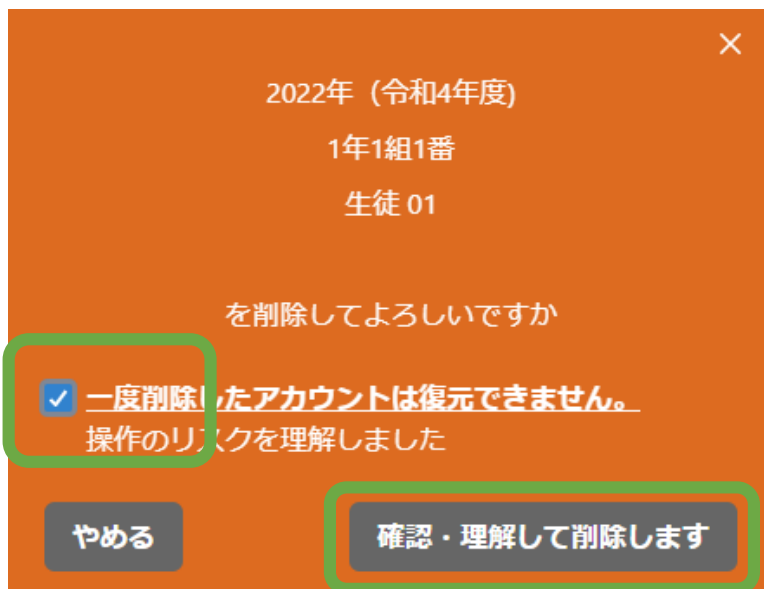 2022年（令和4年度)
1年1組1番
生徒 01
を削除してよろしいですか
一度削除したアカウントは復元できません。
操作のリスクを理解しました
やめる
確認・理解して削除します